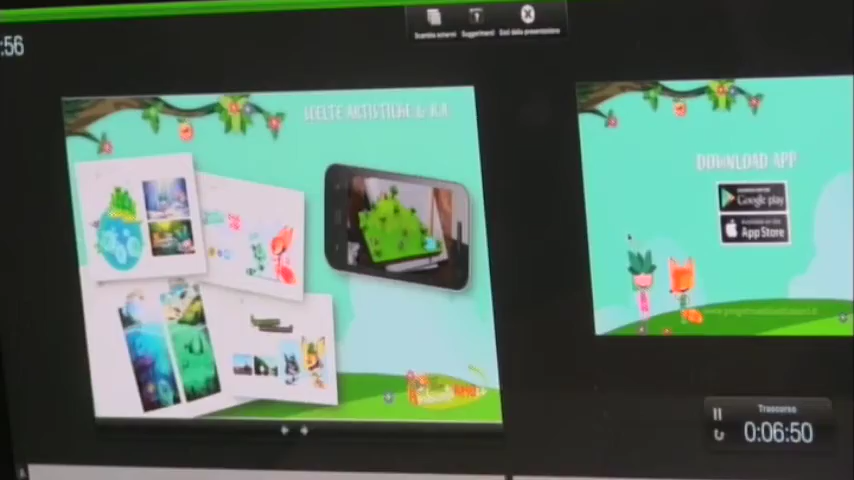 :56
Scambia schermi
Suggerimenti
Esci dalla presentazione
SCELTE ARTISTICHE &
DOWNLOAD APP
Google play
App Store
Trascorso
0:06:50